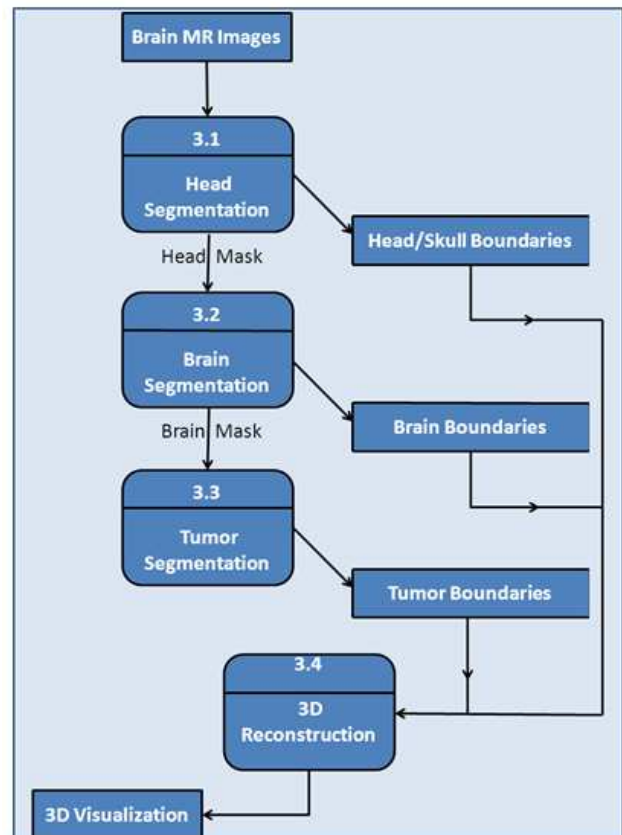 Brain MR Images
3.1
Head
Segmentation
Head/Skull Boundaries
Head Mask
3.2
Brain
Segmentation
Brain Boundaries
Brain Mask
3.3
Tumor
Segmentation
Tumor Boundaries
3.4
3D
Reconstruction
3D Visualization